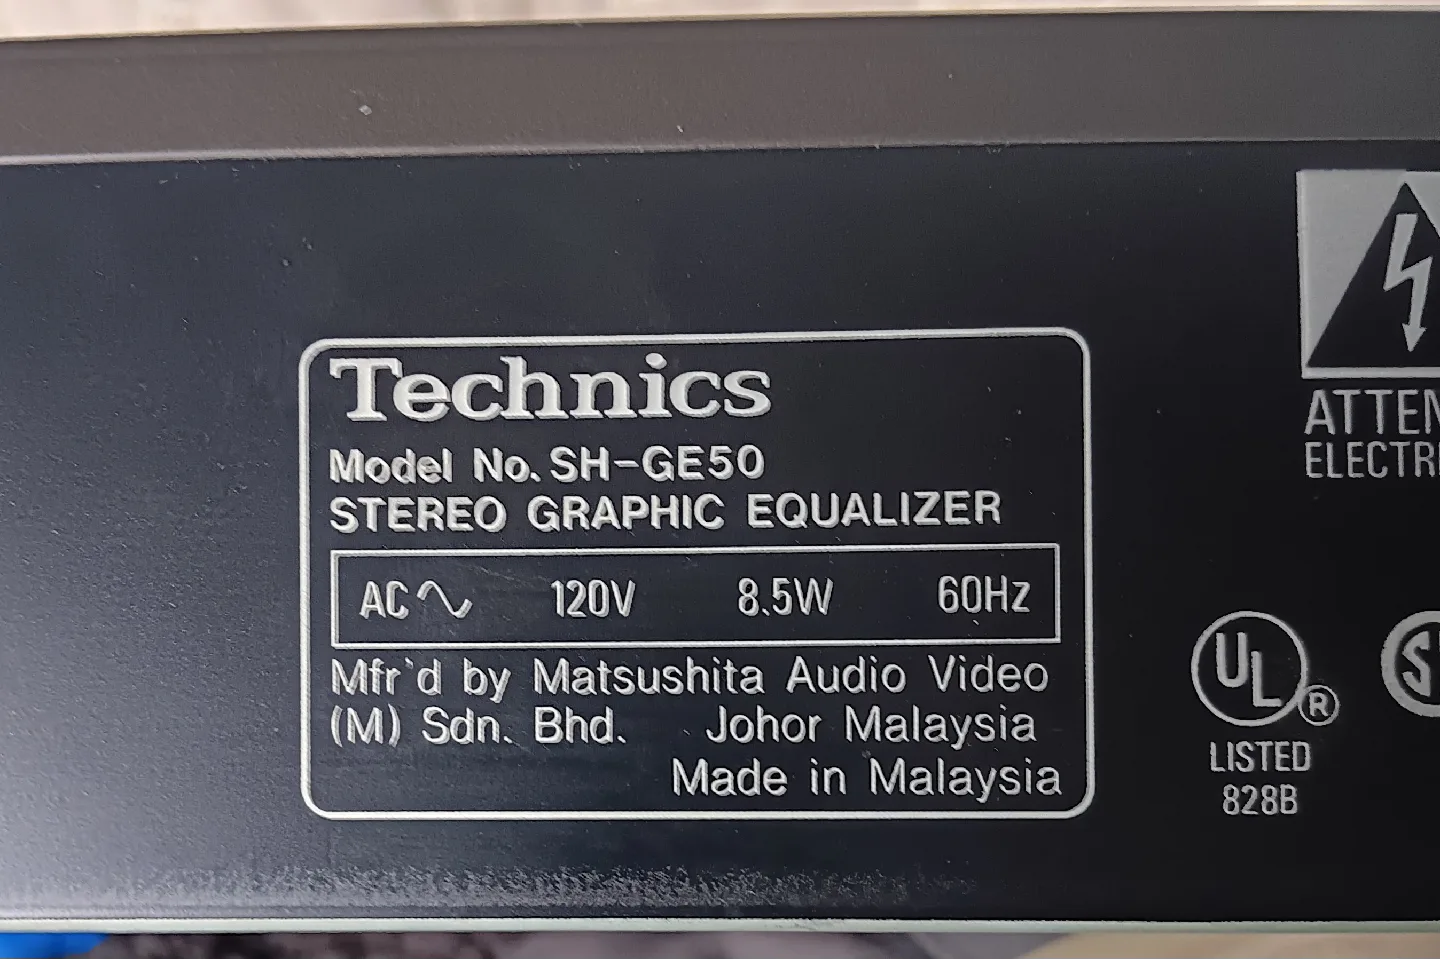 Technics
Model No. SH-GE50
STEREO GRAPHIC EQUALIZER
AC 120V 8.5W 60Hz
Mfr'd by Matsushita Audio Video
(M) Sdn. Bhd. Johor Malaysia
Made in Malaysia
ATTEN
ELECTRI
UL ®
LISTED
828B